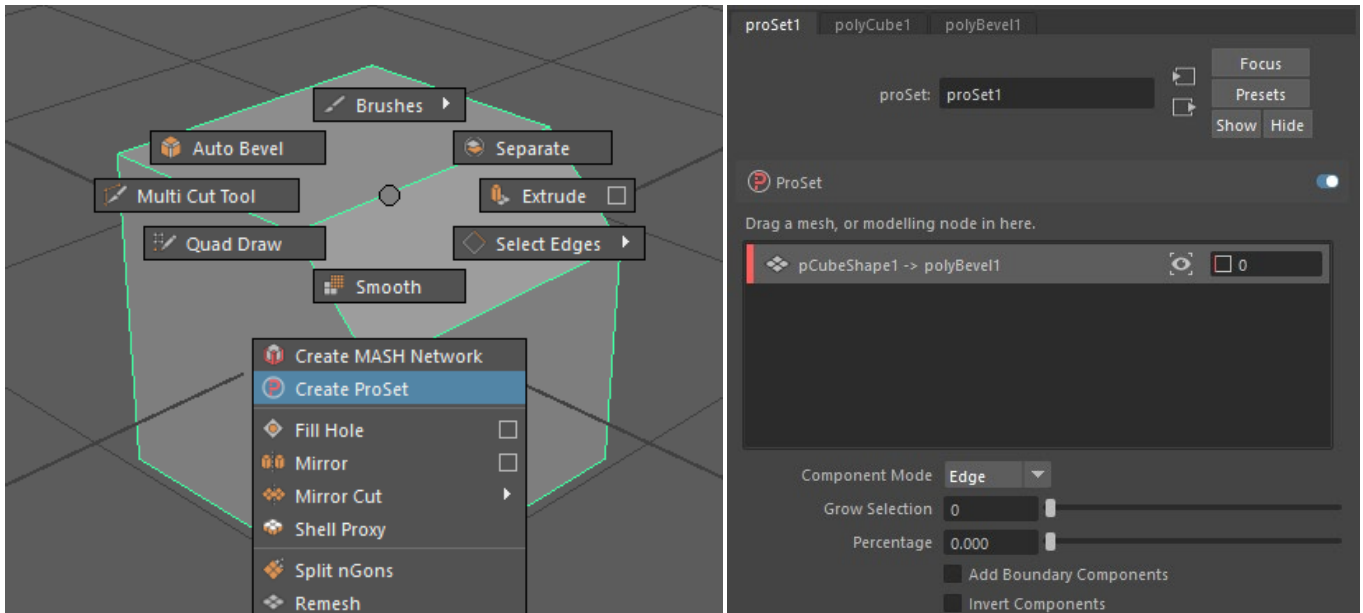 Brushes
Auto Bevel
Separate
Multi Cut Tool
Extrude
Quad Draw
Select Edges
Smooth
Create MASH Network
Create ProSet
Fill Hole
Mirror
Mirror Cut
Shell Proxy
Split nGons
Remesh
proSet1 polyCube1 polyBevel1
Focus
proSet: proSet1
Presets
Show Hide
ProSet
Drag a mesh, or modelling node in here.
pCubeShape1 -> polyBevel1 0
Component Mode Edge
Grow Selection 0
Percentage 0.000
Add Boundary Components
Invert Components